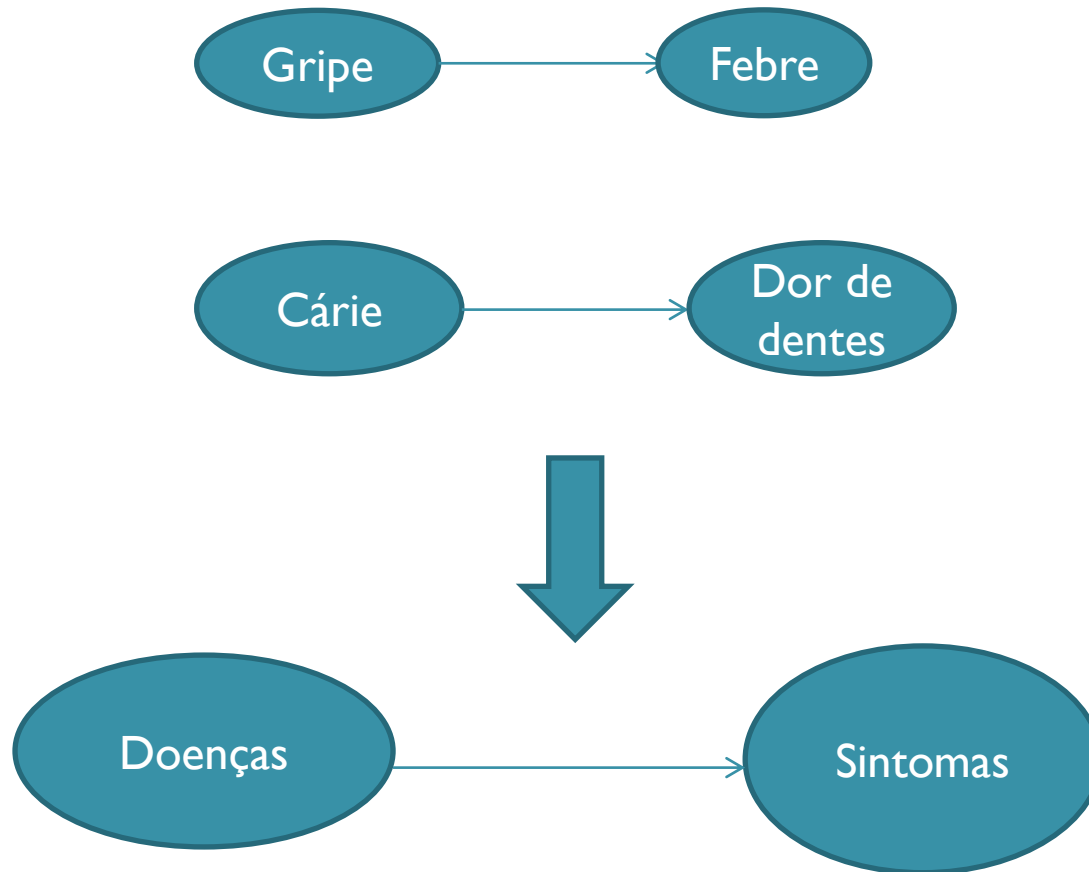 Gripe
Febre
Cárie
Dor de
dentes
Doenças
Sintomas